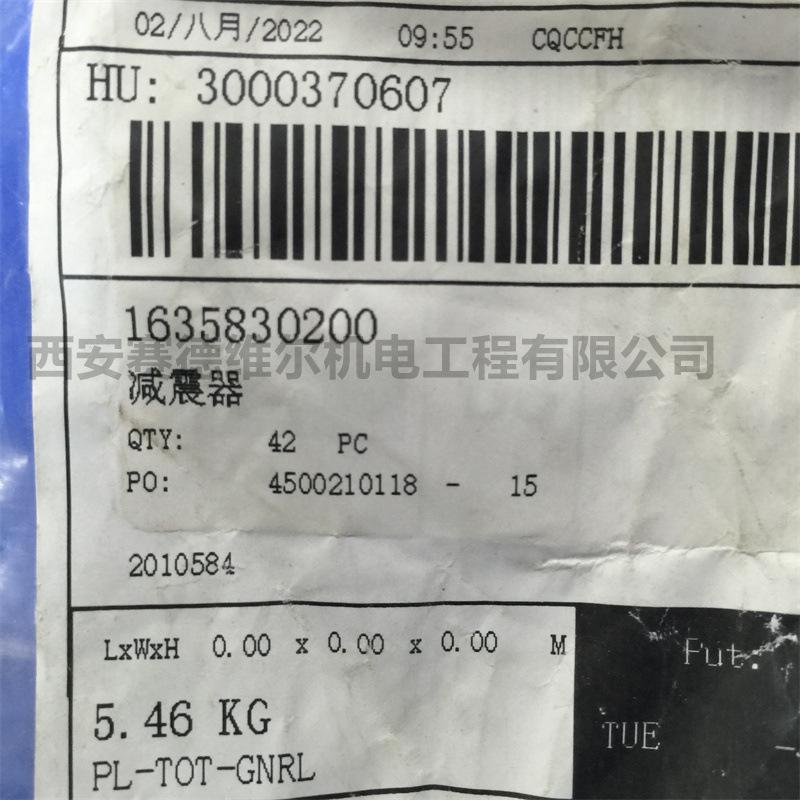 02/八月/2022 09:55 CQCCFH
HU: 3000370607
1635830200
西安赛德维尔机电工程有限公司
减震器
QTY: 42 PC
PO: 4500210118 - 15
2010584
LxWxH 0.00 x 0.00 x 0.00 M
Put:
5.46 KG
TUE
PL-TOT-GNRL